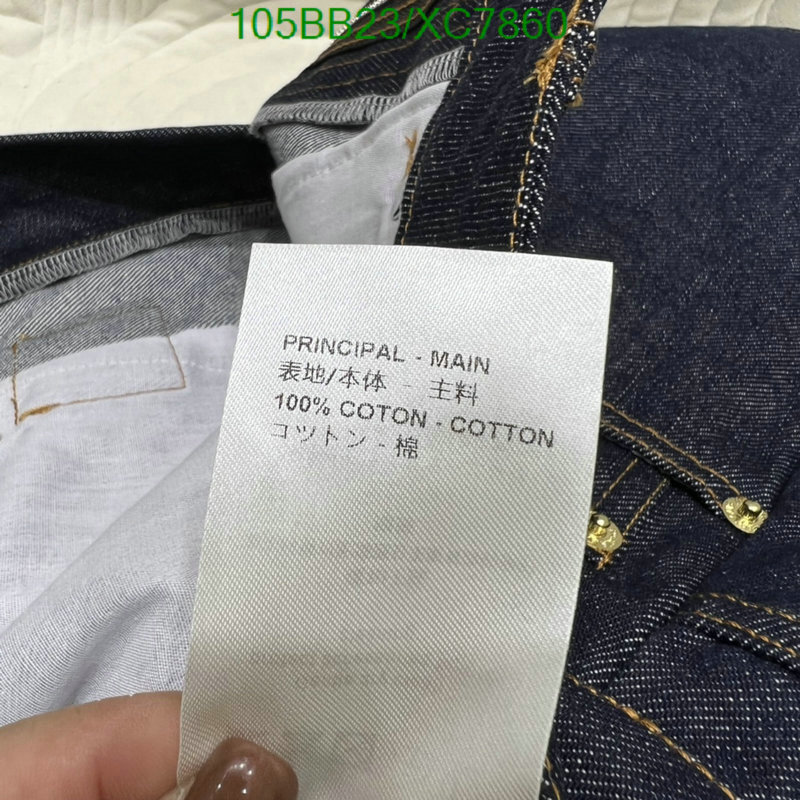 105BB23/XC7860
PRINCIPAL - MAIN
表地/本体 - 主料
100% COTON - COTTON
コットン - 棉